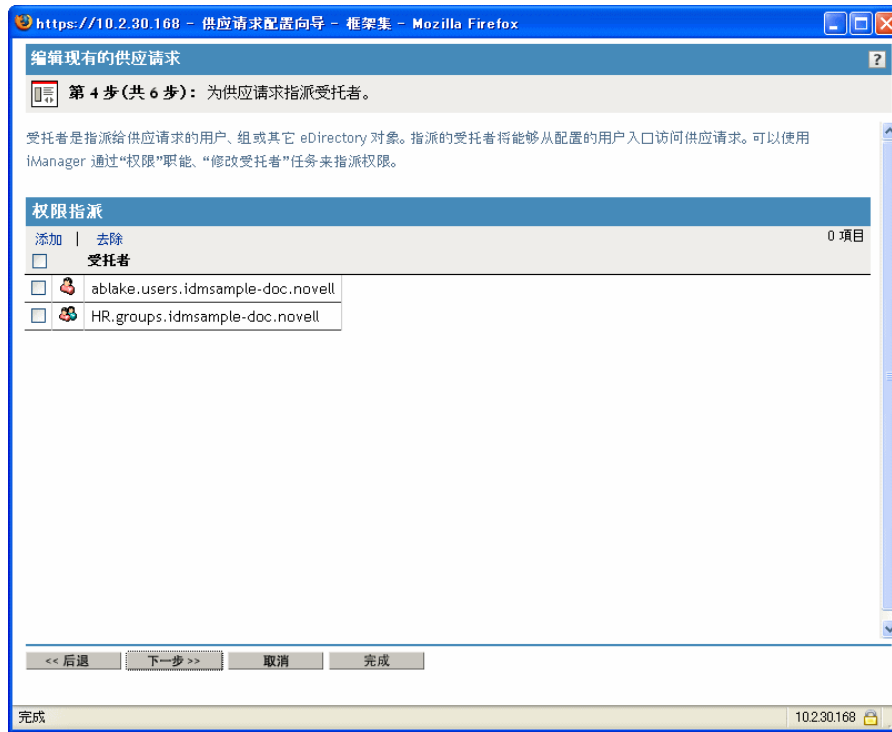 https://10.2.30.168 - 供应请求配置向导 - 框架集 - Mozilla Firefox
编辑现有的供应请求
?
第 4 步(共 6 步): 为供应请求指派受托者。
受托者是指派给供应请求的用户、组或其它 eDirectory 对象。指派的受托者将能够从配置的用户入口访问供应请求。可以使用
iManager 通过“权限”职能、“修改受托者”任务来指派权限。
权限指派
添加 | 去除
0 项目
受托者
ablake.users.idmsample-doc.novell
HR.groups.idmsample-doc.novell
<< 后退 下一步 >> 取消 完成
完成 10.2.30.168